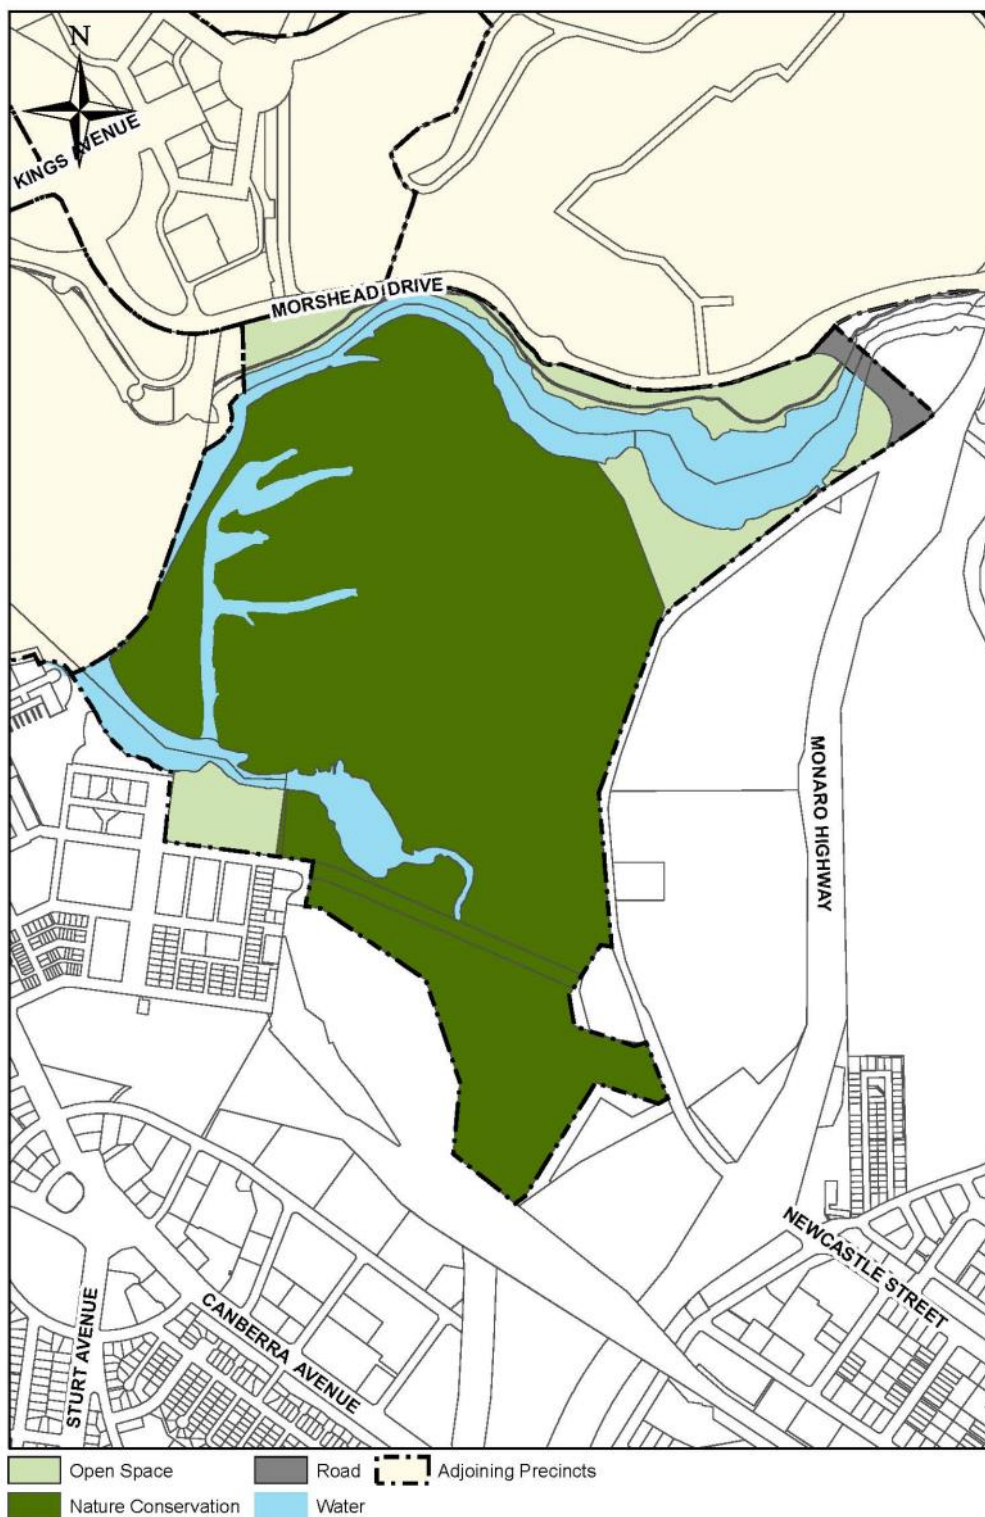 N
KINGS AVENUE
MORSHEAD DRIVE
MONARO HIGHWAY
NEWCASTLE STREET
CANBERRA AVENUE
STURT AVENUE
Open Space
Road
Adjoining Precincts
Nature Conservation
Water